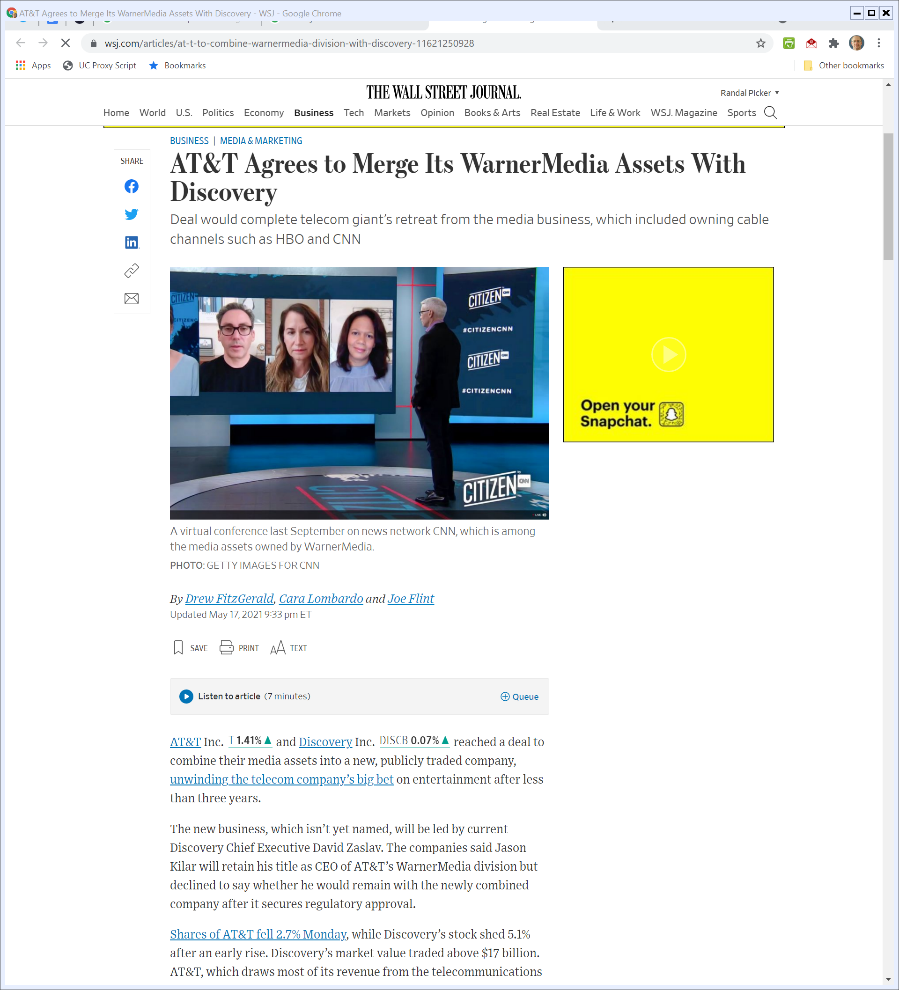 AT&T Agrees to Merge Its WarnerMedia Assets With Discovery - WSJ - Google Chrome
wsj.com/articles/at-t-to-combine-warnermedia-division-with-discovery-11621250928
Apps UC Proxy Script Bookmarks Other bookmarks
THE WALL STREET JOURNAL.
Randal Picker
Home World U.S. Politics Economy Business Tech Markets Opinion Books & Arts Real Estate Life & Work WSJ. Magazine Sports
BUSINESS | MEDIA & MARKETING
SHARE
AT&T Agrees to Merge Its WarnerMedia Assets With
Discovery
Deal would complete telecom giant's retreat from the media business, which included owning cable
channels such as HBO and CNN
CITIZEN
CITIZEN CNN
#CITIZENCNN
CITIZEN CNN
#CITIZENCNN
CITIZEN CNN
Open your
Snapchat.
A virtual conference last September on news network CNN, which is among
the media assets owned by WarnerMedia.
PHOTO: GETTY IMAGES FOR CNN
By Drew FitzGerald, Cara Lombardo and Joe Flint
Updated May 17, 2021 9:33 pm ET
SAVE PRINT TEXT
Listen to article (7 minutes) Queue
AT&T Inc. T 1.41% ▲ and Discovery Inc. DISCB 0.07% ▲ reached a deal to
combine their media assets into a new, publicly traded company,
unwinding the telecom company's big bet on entertainment after less
than three years.
The new business, which isn't yet named, will be led by current
Discovery Chief Executive David Zaslav. The companies said Jason
Kilar will retain his title as CEO of AT&T's WarnerMedia division but
declined to say whether he would remain with the newly combined
company after it secures regulatory approval.
Shares of AT&T fell 2.7% Monday, while Discovery's stock shed 5.1%
after an early rise. Discovery's market value traded above $17 billion.
AT&T, which draws most of its revenue from the telecommunications